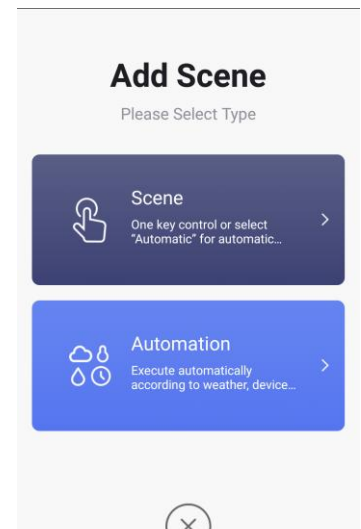 Add Scene
Please Select Type
Scene
One key control or select
"Automatic" for automatic...
Automation
Execute automatically
according to weather, device...